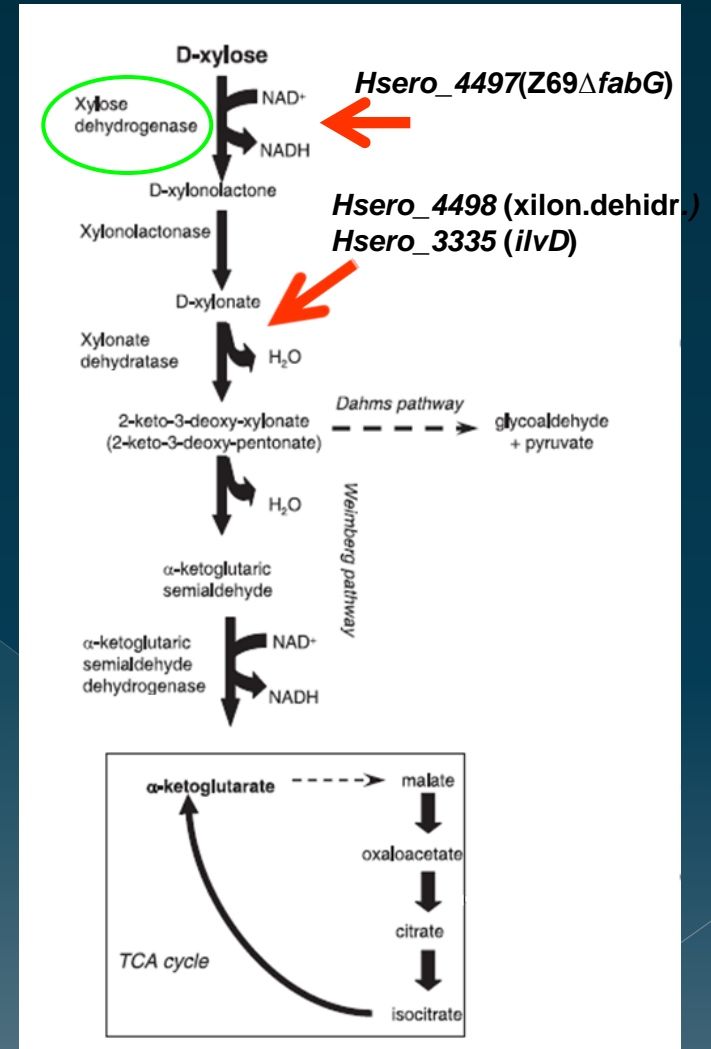 D-xylose
Hsero_4497(Z69∆fabG)
Xylose
dehydrogenase
NAD+
NADH
D-xylonolactone
Hsero_4498 (xilon.dehidr.)
Hsero_3335 (ilvD)
Xylonolactonase
D-xylonate
Xylonate
dehydratase
H2O
2-keto-3-deoxy-xylonate
(2-keto-3-deoxy-pentonate)
Dahms pathway
glycoaldehyde
+ pyruvate
H2O
Weimberg pathway
α-ketoglutaric
semialdehyde
α-ketoglutaric
semialdehyde
dehydrogenase
NAD+
NADH
α-ketoglutarate
malate
oxaloacetate
citrate
TCA cycle
isocitrate